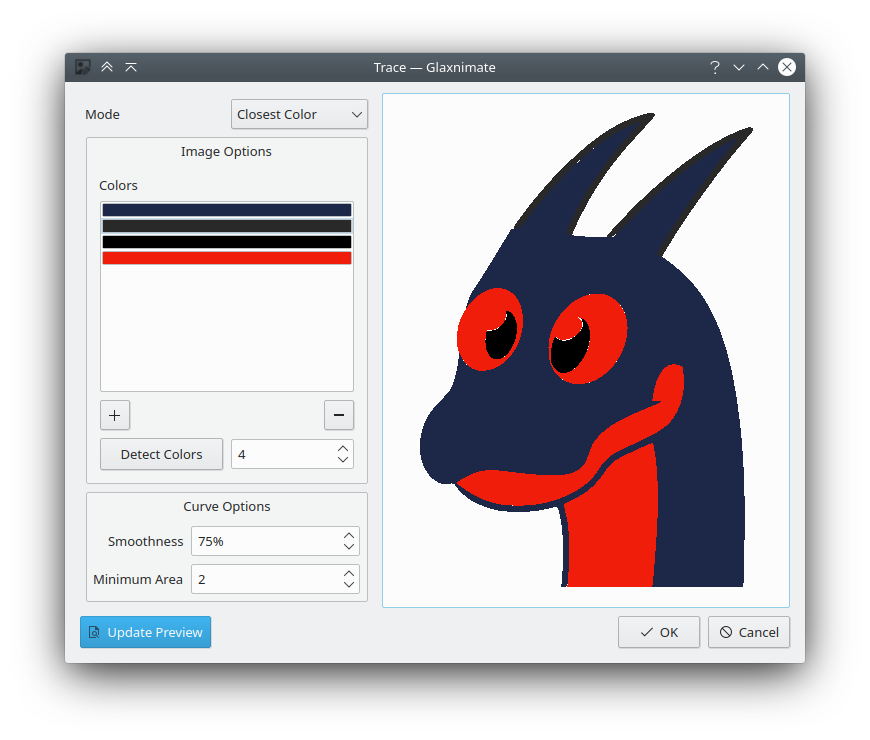 Trace — Glaxnimate
Mode
Closest Color
Image Options
Colors
Detect Colors
4
Curve Options
Smoothness
75%
Minimum Area
2
Update Preview
OK
Cancel